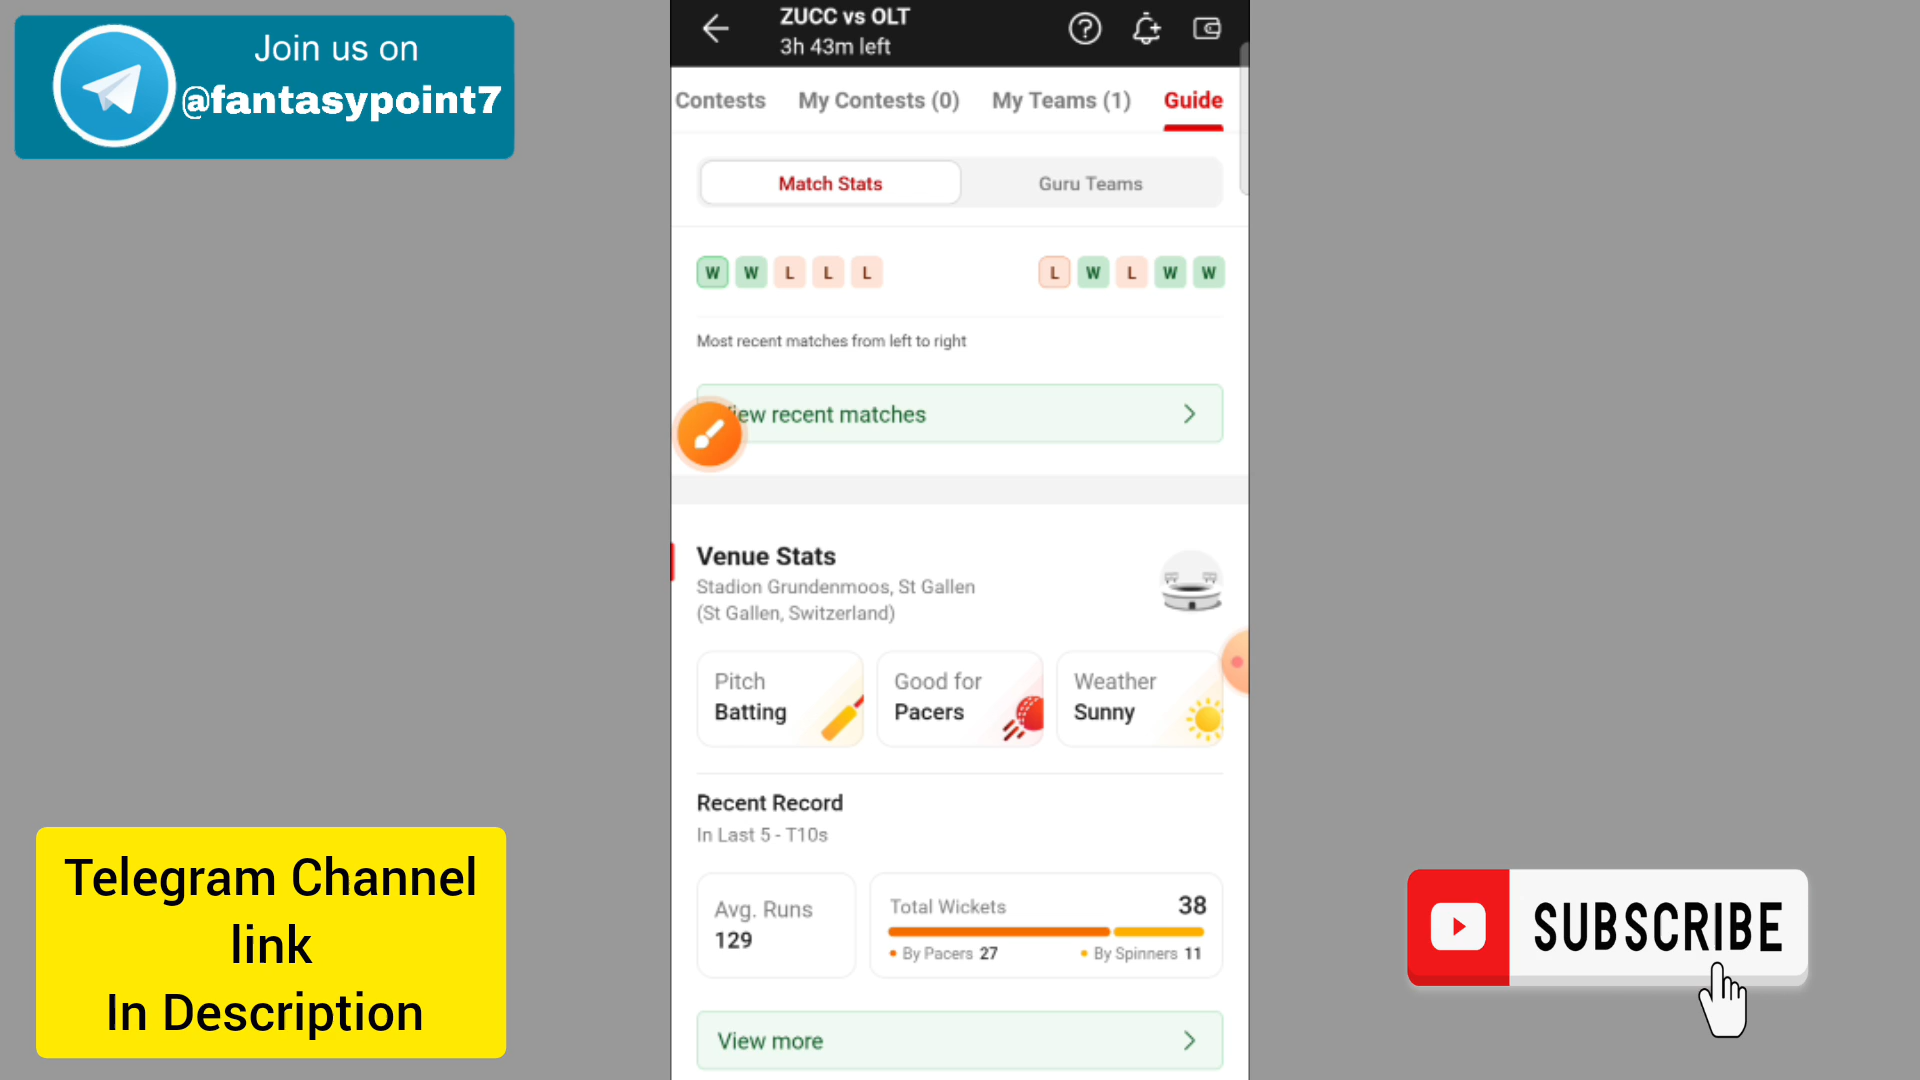 Join us on
@fantasypoint7
ZUCC vs OLT
3h 43m left
Contests My Contests (0) My Teams (1) Guide
Match Stats Guru Teams
W W L L L L W L W W
Most recent matches from left to right
recent matches
Venue Stats
Stadion Grundenmoos, St Gallen
(St Gallen, Switzerland)
Pitch
Batting
Good for
Pacers
Weather
Sunny
Recent Record
In Last 5 - T10s
Avg. Runs
129
Total Wickets 38
By Pacers 27 By Spinners 11
View more
Telegram Channel
link
In Description
SUBSCRIBE